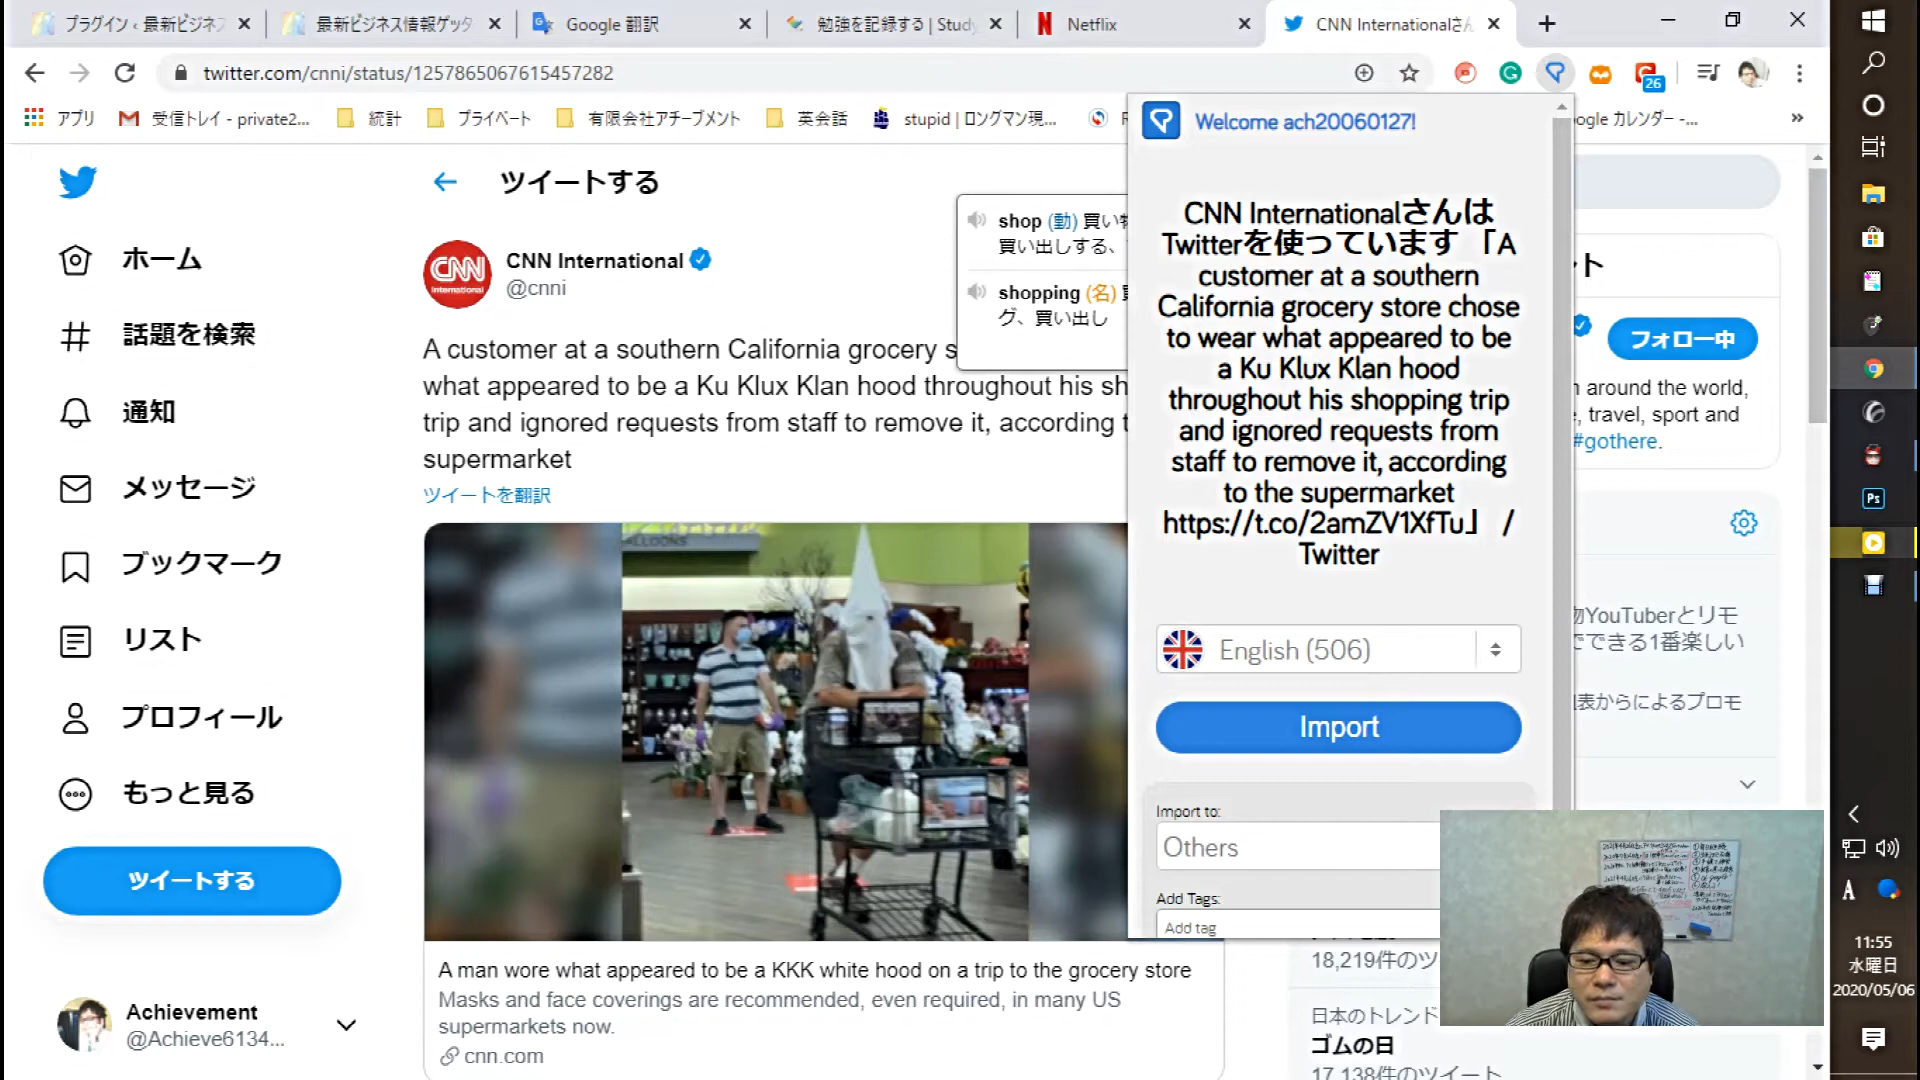 プラグイン ‹ 最新ビジネス
最新ビジネス情報ゲッタ
Google 翻訳
勉強を記録する | Study
Netflix
CNN Internationalさん
twitter.com/cnni/status/1257865067615457282
26
アプリ
受信トレイ - private2...
統計
プライベート
有限会社アチーブメント
英会話
stupid | ロングマン現...
ogle カレンダー -...
»
ホーム
話題を検索
通知
メッセージ
ブックマーク
リスト
プロフィール
もっと見る
ツイートする
Achievement
@Achieve6134...
ツイートする
CNN International
@cnni
A customer at a southern California grocery s
what appeared to be a Ku Klux Klan hood throughout his sh
trip and ignored requests from staff to remove it, according t
supermarket
ツイートを翻訳
A man wore what appeared to be a KKK white hood on a trip to the grocery store
Masks and face coverings are recommended, even required, in many US
supermarkets now.
cnn.com
shop (動) 買い
買い出しする、
shopping (名)
グ、買い出し
Welcome ach20060127!
CNN Internationalさんは
Twitterを使っています 「A
customer at a southern
California grocery store chose
to wear what appeared to be
a Ku Klux Klan hood
throughout his shopping trip
and ignored requests from
staff to remove it, according
to the supermarket
https://t.co/2amZV1XfTu」 /
Twitter
English (506)
Import
Import to:
Others
Add Tags:
Add tag
ント
フォロー中
n around the world,
e, travel, sport and
#gothere.
物YouTuberとリモ
でできる1番楽しい
表からによるプロモ
18,219件のツ
日本のトレンド
ゴムの日
17,138件のツイート
Ps
A
11:55
水曜日
2020/05/06